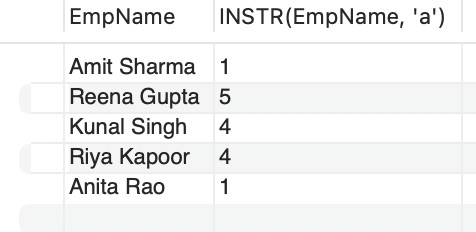 EmpName INSTR(EmpName, 'a')
Amit Sharma 1
Reena Gupta 5
Kunal Singh 4
Riya Kapoor 4
Anita Rao 1